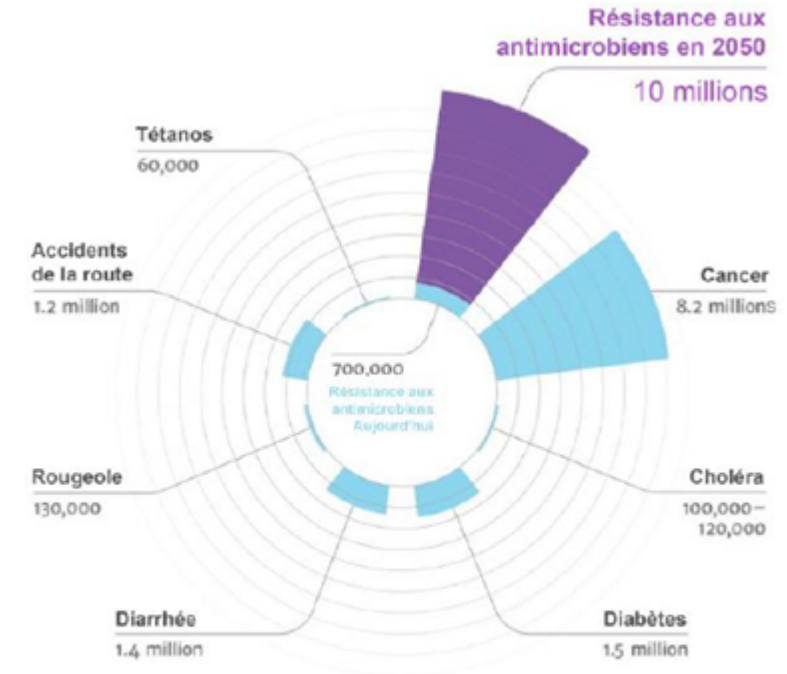 Résistance aux
antimicrobiens en 2050
10 millions
Tétanos
60,000
Accidents
de la route
1.2 million
Cancer
8.2 millions
700,000
Résistance aux
antimicrobiens
Aujourd'hui
Rougeole
130,000
Choléra
100,000–
120,000
Diarrhée
1.4 million
Diabètes
1.5 million